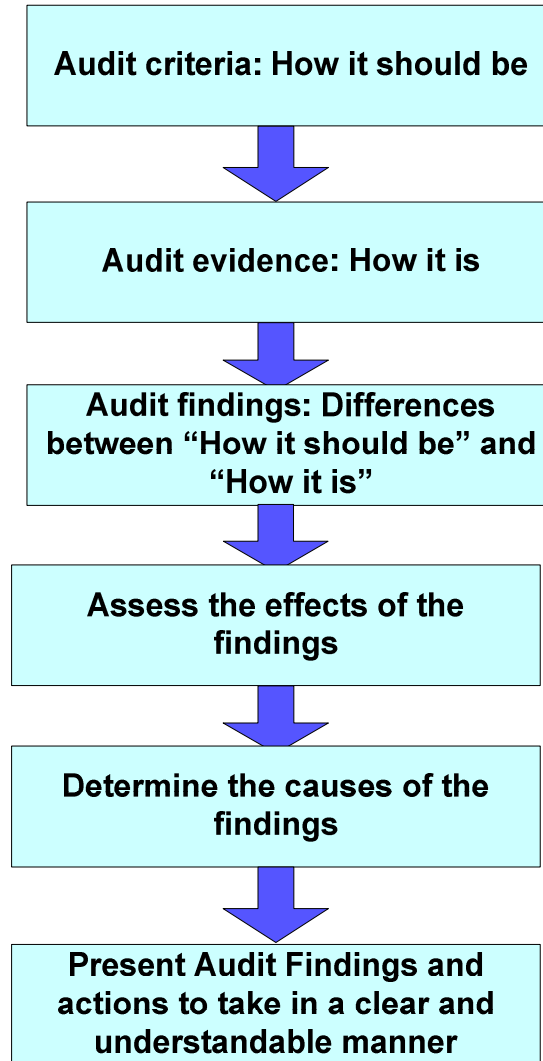 Audit criteria: How it should be
Audit evidence: How it is
Audit findings: Differences
between “How it should be” and
“How it is”
Assess the effects of the
findings
Determine the causes of the
findings
Present Audit Findings and
actions to take in a clear and
understandable manner